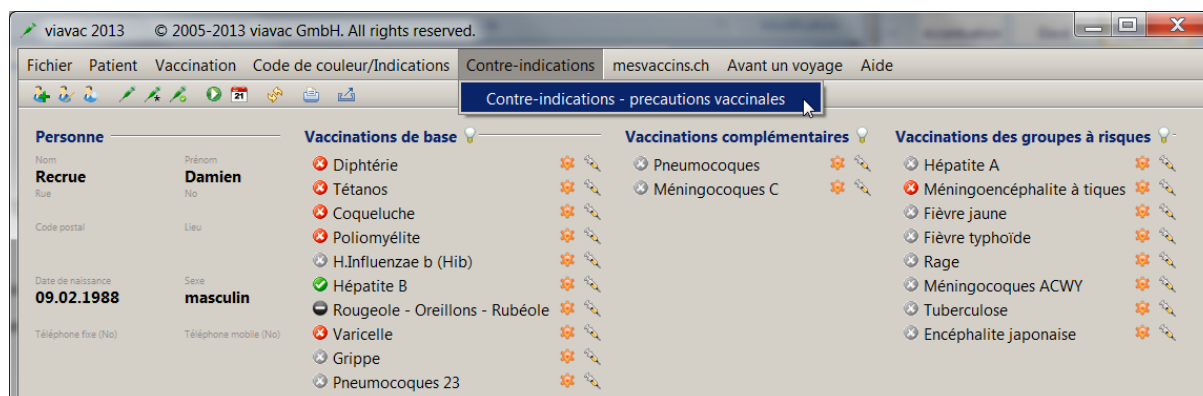 viavac 2013 © 2005-2013 viavac GmbH. All rights reserved.
Fichier Patient Vaccination Code de couleur/Indications Contre-indications mesvaccins.ch Avant un voyage Aide
Contre-indications - precautions vaccinales
21
Personne
Nom Prénom
Recrue Damien
Rue No
Code postal Lieu
Date de naissance Sexe
09.02.1988 masculin
Téléphone fixe (No) Téléphone mobile (No)
Vaccinations de base
Diphtérie
Tétanos
Coqueluche
Poliomyélite
H.Influenzae b (Hib)
Hépatite B
Rougeole - Oreillons - Rubéole
Varicelle
Grippe
Pneumocoques 23
Vaccinations complémentaires
Pneumocoques
Méningocoques C
Vaccinations des groupes à risques
Hépatite A
Méningoencéphalite à tiques
Fièvre jaune
Fièvre typhoïde
Rage
Méningocoques ACWY
Tuberculose
Encéphalite japonaise